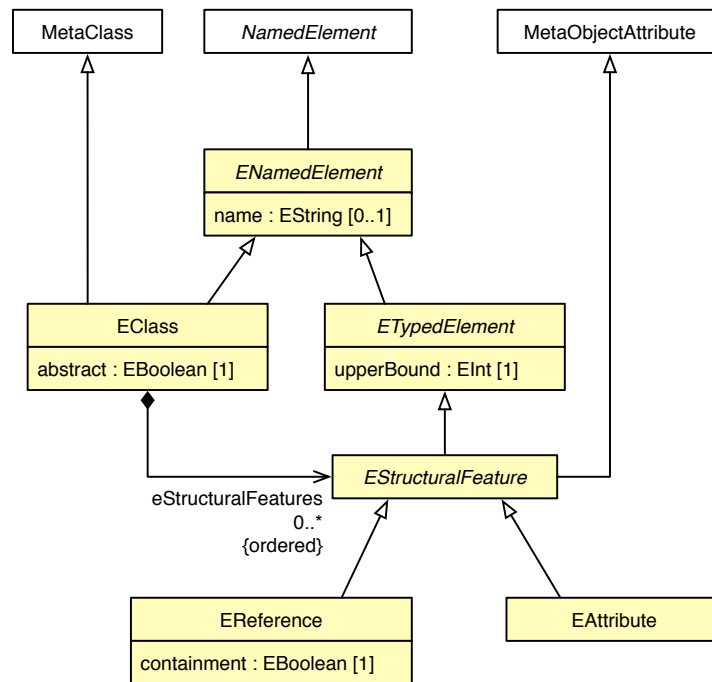 MetaClass
NamedElement
MetaObjectAttribute
ENamedElement
name : EString [0..1]
EClass
abstract : EBoolean [1]
ETypedElement
upperBound : EInt [1]
EStructuralFeature
eStructuralFeatures
0..*
{ordered}
EReference
containment : EBoolean [1]
EAttribute